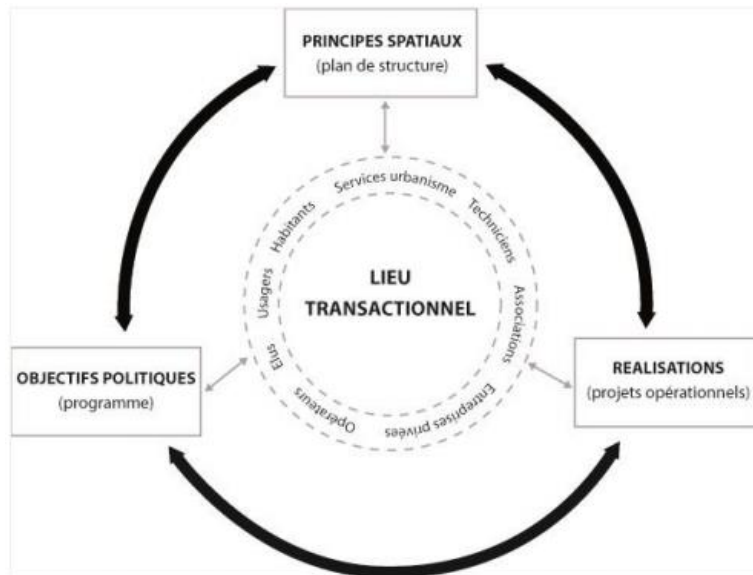 PRINCIPES SPATIAUX
(plan de structure)
Services urbanisme
Habitants
Techniciens
Usagers
LIEU
TRANSACTIONNEL
Associations
Elus
OBJECTIFS POLITIQUES
(programme)
REALISATIONS
(projets opérationnels)
Opérateurs
Entreprises privées